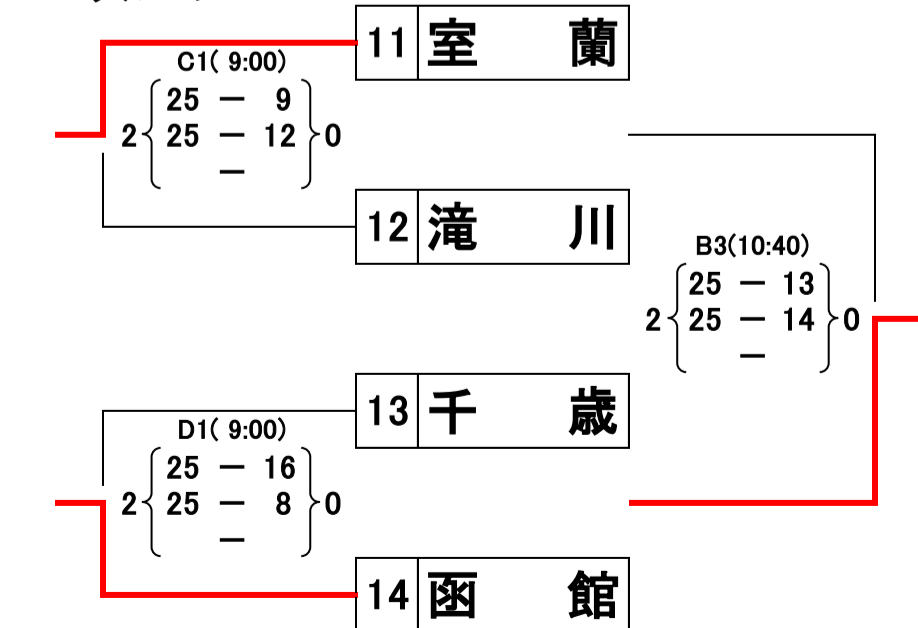 11 室 蘭
C1( 9:00)
25 ー 9
2 25 ー 12 0
ー
12 滝 川
B3(10:40)
25 ー 13
2 25 ー 14 0
ー
13 千 歳
D1( 9:00)
25 ー 16
2 25 ー 8 0
ー
14 函 館